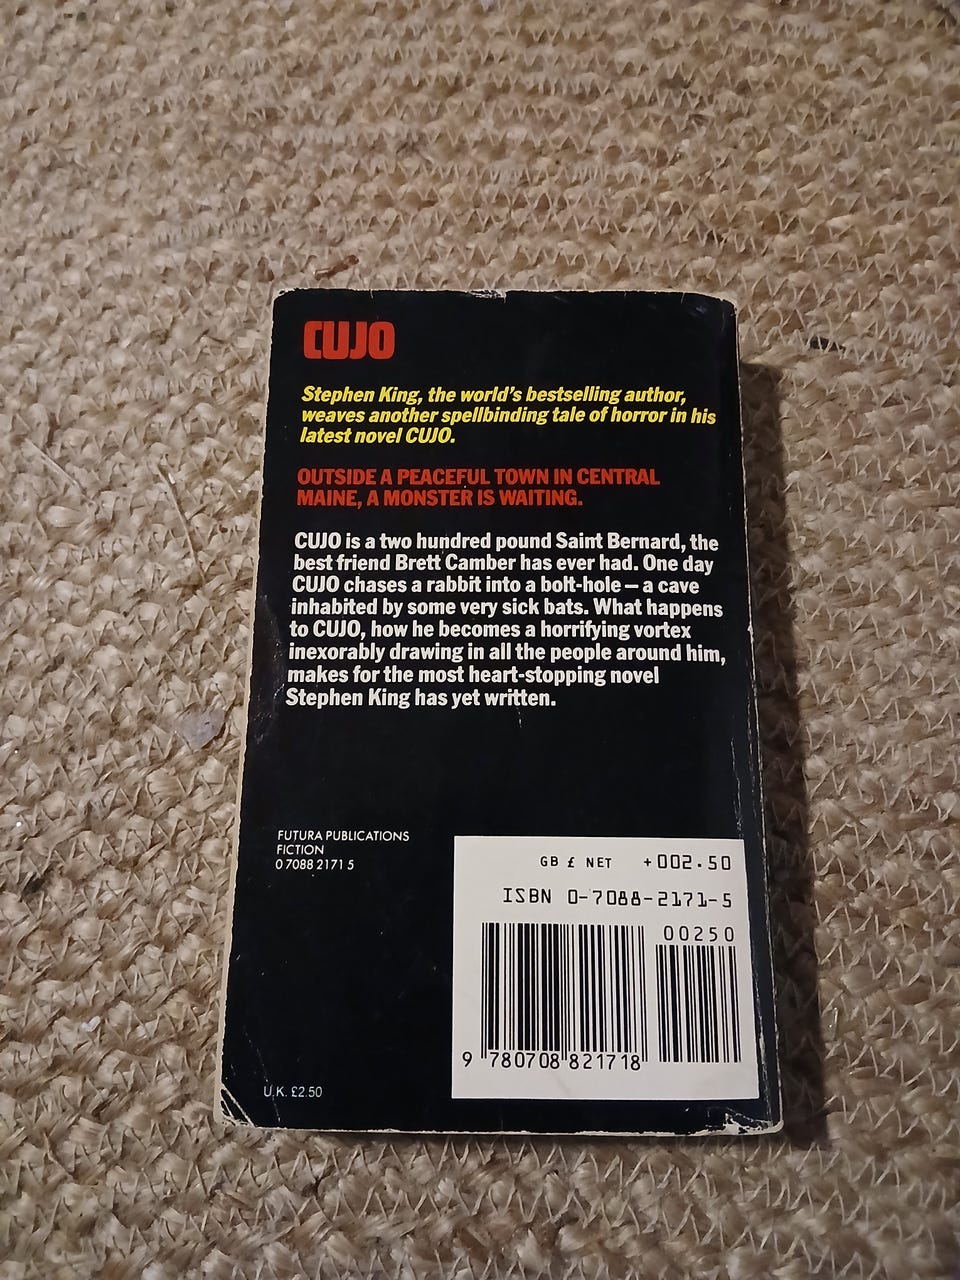 CUJO
Stephen King, the world's bestselling author,
weaves another spellbinding tale of horror in his
latest novel CUJO.
OUTSIDE A PEACEFUL TOWN IN CENTRAL
MAINE, A MONSTER IS WAITING.
CUJO is a two hundred pound Saint Bernard, the
best friend Brett Camber has ever had. One day
CUJO chases a rabbit into a bolt-hole – a cave
inhabited by some very sick bats. What happens
to CUJO, how he becomes a horrifying vortex
inexorably drawing in all the people around him,
makes for the most heart-stopping novel
Stephen King has yet written.
FUTURA PUBLICATIONS
FICTION
0 7088 2171 5
GB £ NET +002.50
ISBN 0-7088-2171-5
00250
9 780708 821718
U.K. £2.50